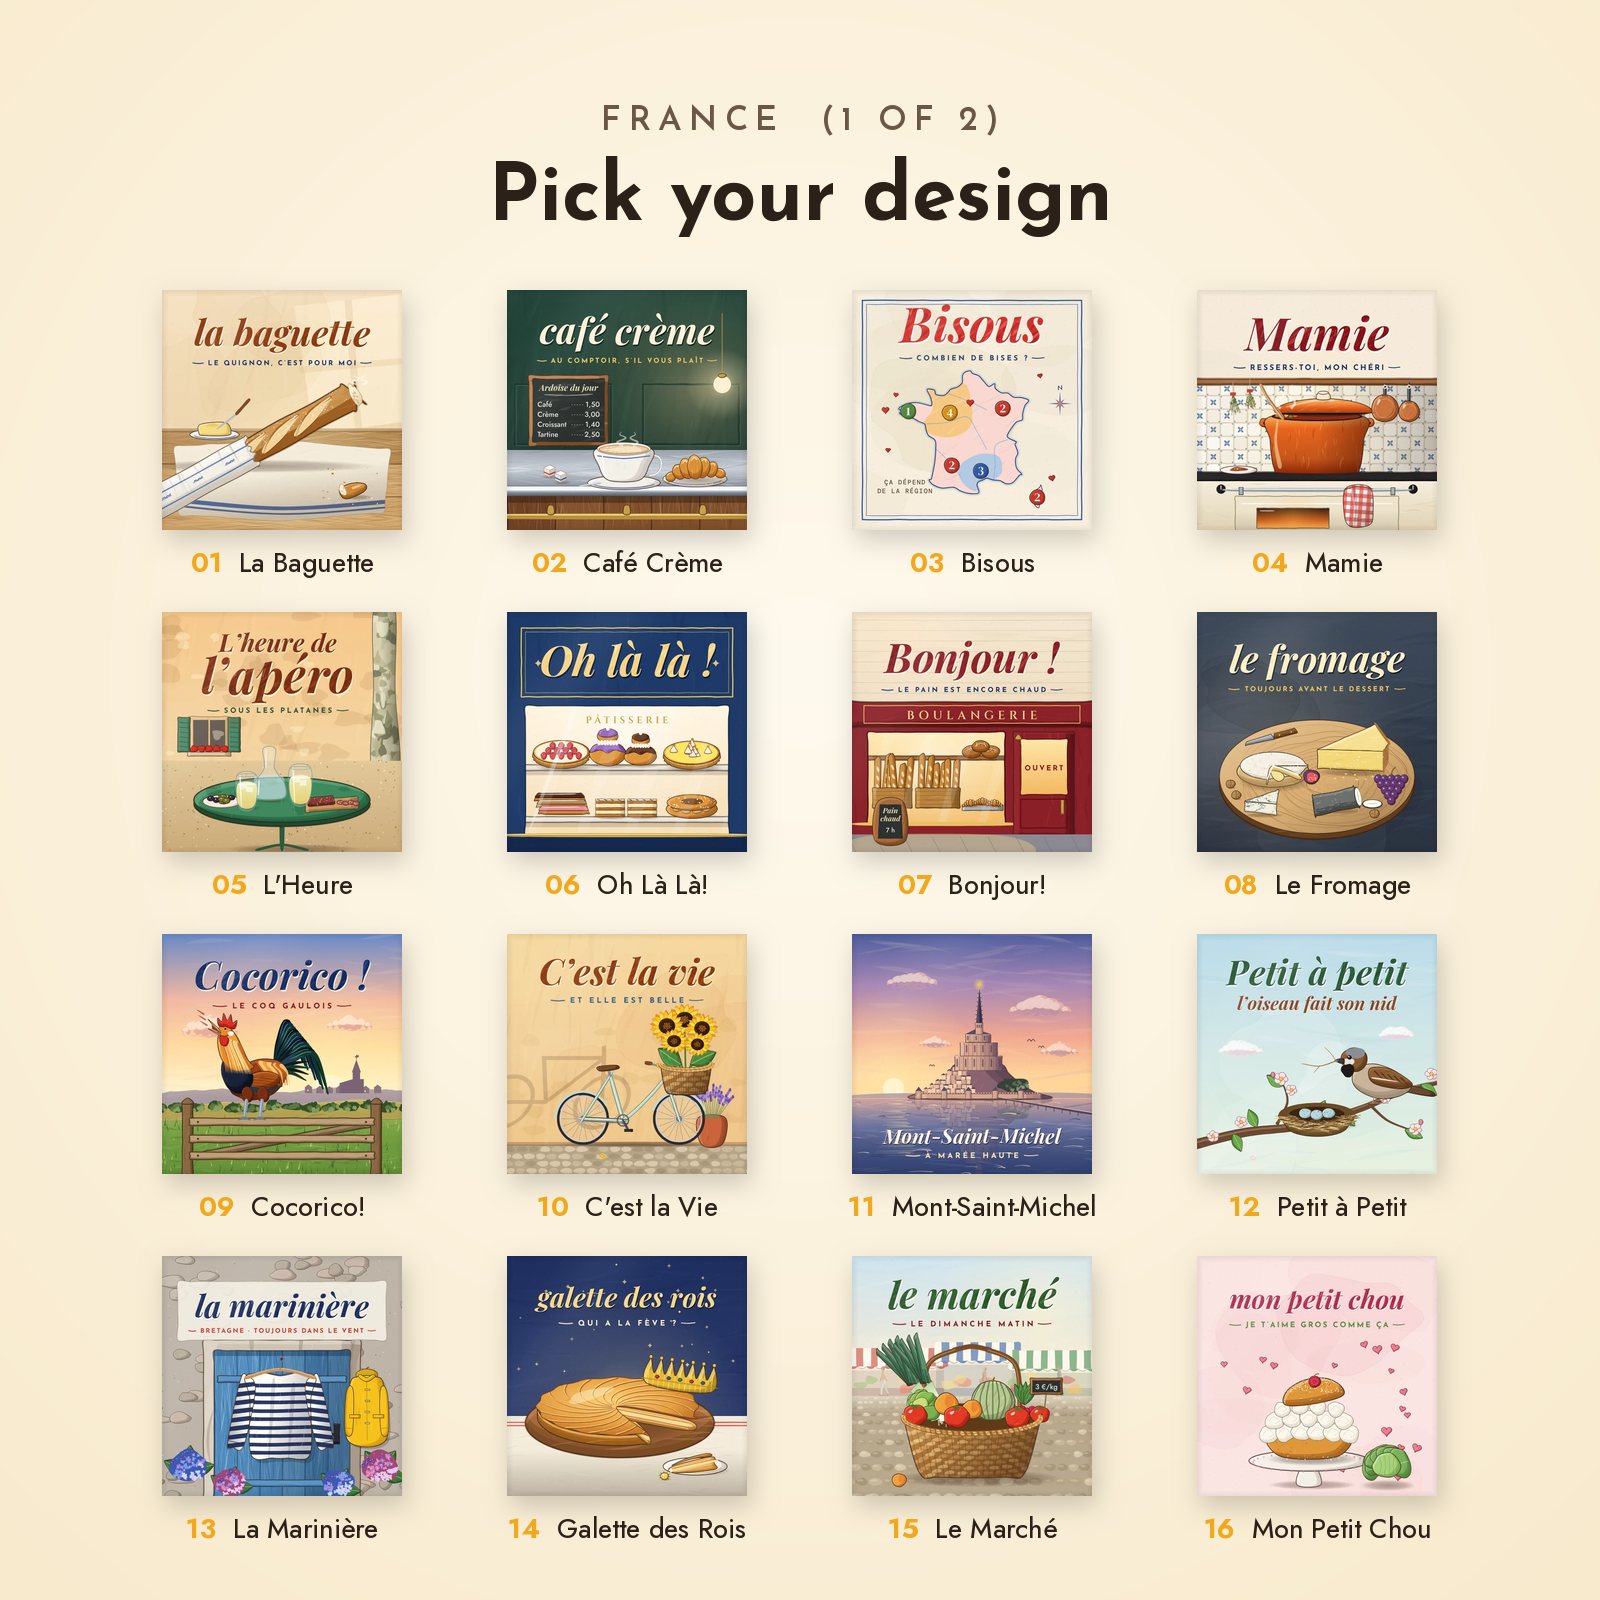 FRANCE (1 OF 2)
Pick your design
la baguette
LE QUIGNON, C'EST POUR MOI
01 La Baguette
café crème
AU COMPTOIR, S'IL VOUS PLAÎT
Ardoise du jour
Café ····· 1,50
Crème ····· 3,00
Croissant ···· 1,40
Tartine ····· 2,50
02 Café Crème
Bisous
COMBIEN DE BISES ?
N
1
4
2
2
3
ÇA DÉPEND
DE LA RÉGION
2
03 Bisous
Mamie
RESSERS-TOI, MON CHÉRI
04 Mamie
L'heure de
l'apéro
SOUS LES PLATANES
05 L'Heure
Oh là là !
PÂTISSERIE
06 Oh Là Là!
Bonjour !
LE PAIN EST ENCORE CHAUD
BOULANGERIE
OUVERT
Pain
chaud
7 h
07 Bonjour!
le fromage
TOUJOURS AVANT LE DESSERT
08 Le Fromage
Cocorico !
LE COQ GAULOIS
09 Cocorico!
C'est la vie
ET ELLE EST BELLE
10 C'est la Vie
Mont-Saint-Michel
À MARÉE HAUTE
11 Mont-Saint-Michel
Petit à petit
l'oiseau fait son nid
12 Petit à Petit
la marinière
BRETAGNE · TOUJOURS DANS LE VENT
13 La Marinière
galette des rois
QUI A LA FÈVE ?
14 Galette des Rois
le marché
LE DIMANCHE MATIN
3 €/kg
15 Le Marché
mon petit chou
JE T'AIME GROS COMME ÇA
16 Mon Petit Chou